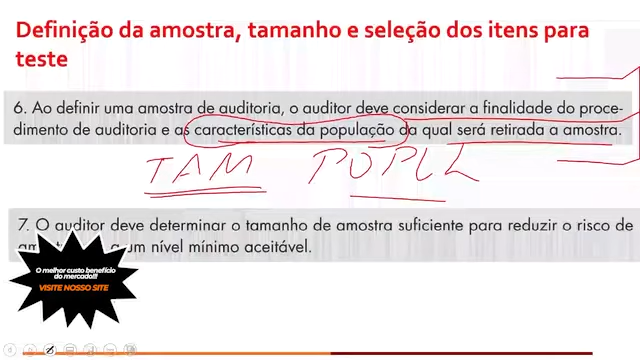 Definição da amostra, tamanho e seleção dos itens para
teste
6. Ao definir uma amostra de auditoria, o auditor deve considerar a finalidade do proce-
dimento de auditoria e as características da população da qual será retirada a amostra.
TAM POPUL
7. O auditor deve determinar o tamanho de amostra suficiente para reduzir o risco de
a um nível mínimo aceitável.
O melhor custo benefício
do mercado!!!
VISITE NOSSO SITE